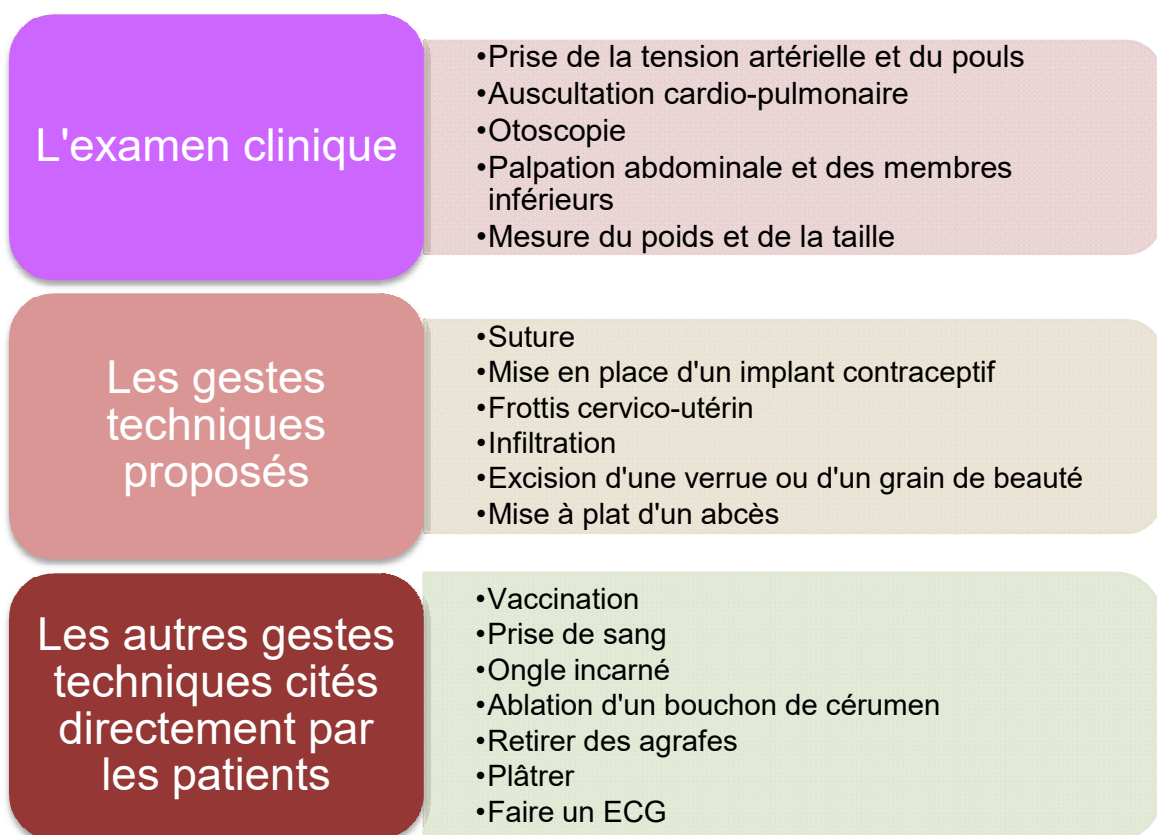 L'examen clinique
•Prise de la tension artérielle et du pouls
•Auscultation cardio-pulmonaire
•Otoscopie
•Palpation abdominale et des membres
inférieurs
•Mesure du poids et de la taille
Les gestes
techniques
proposés
•Suture
•Mise en place d'un implant contraceptif
•Frottis cervico-utérin
•Infiltration
•Excision d'une verrue ou d'un grain de beauté
•Mise à plat d'un abcès
Les autres gestes
techniques cités
directement par
les patients
•Vaccination
•Prise de sang
•Ongle incarné
•Ablation d'un bouchon de cérumen
•Retirer des agrafes
•Plâtrer
•Faire un ECG